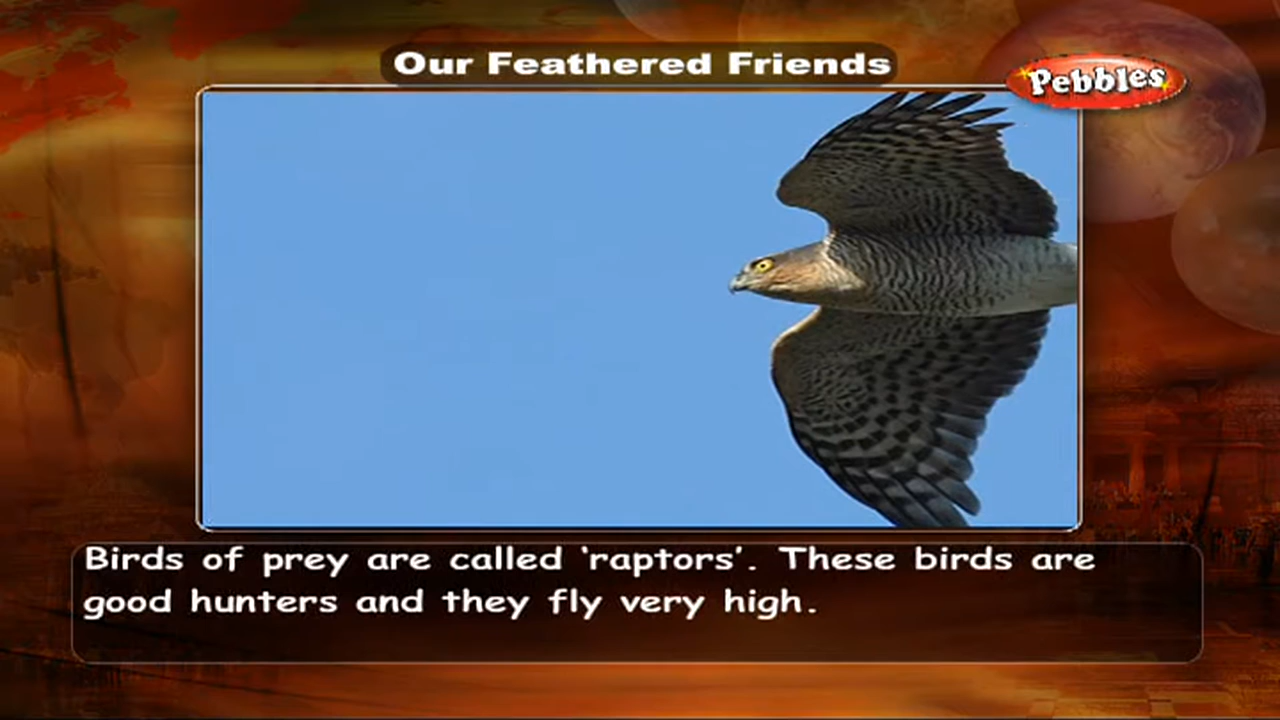 Our Feathered Friends
Pebbles
Birds of prey are called ‘raptors’. These birds are
good hunters and they fly very high.